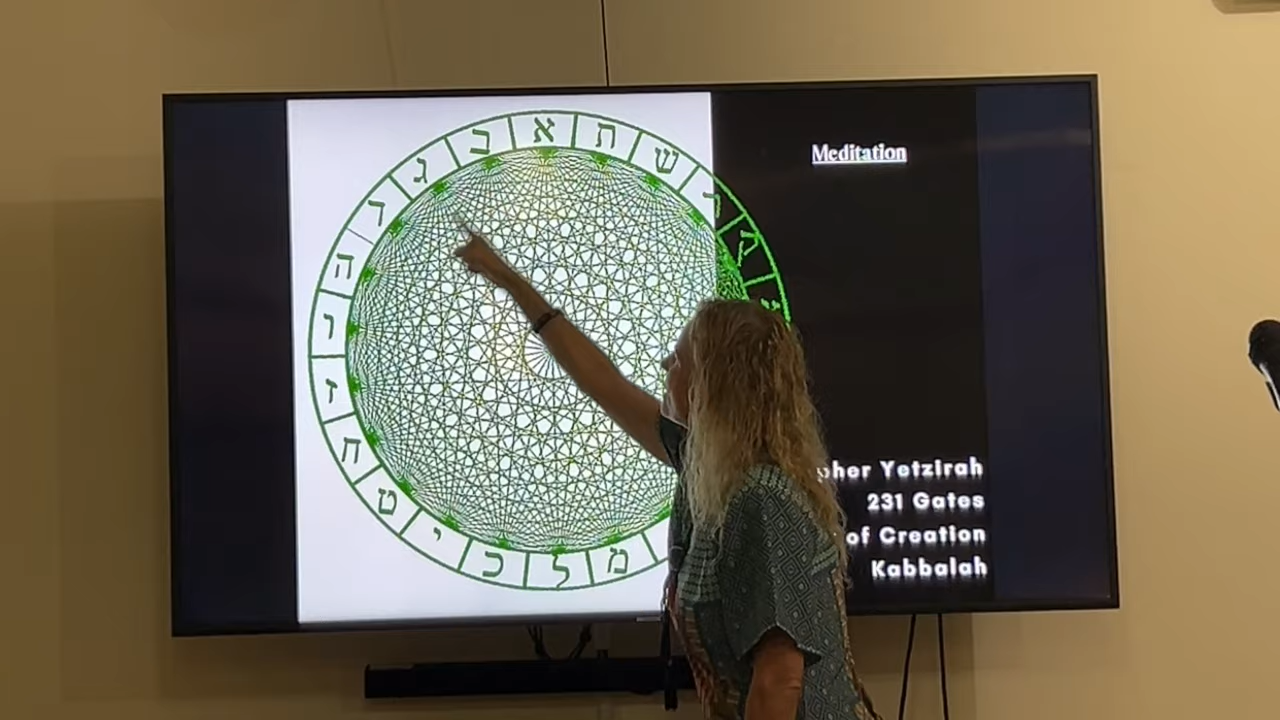 Meditation
א ב ג ד ה ו ז ח ט י כ ל מ
ר ש ת
pher Yetzirah
231 Gates
of Creation
Kabbalah